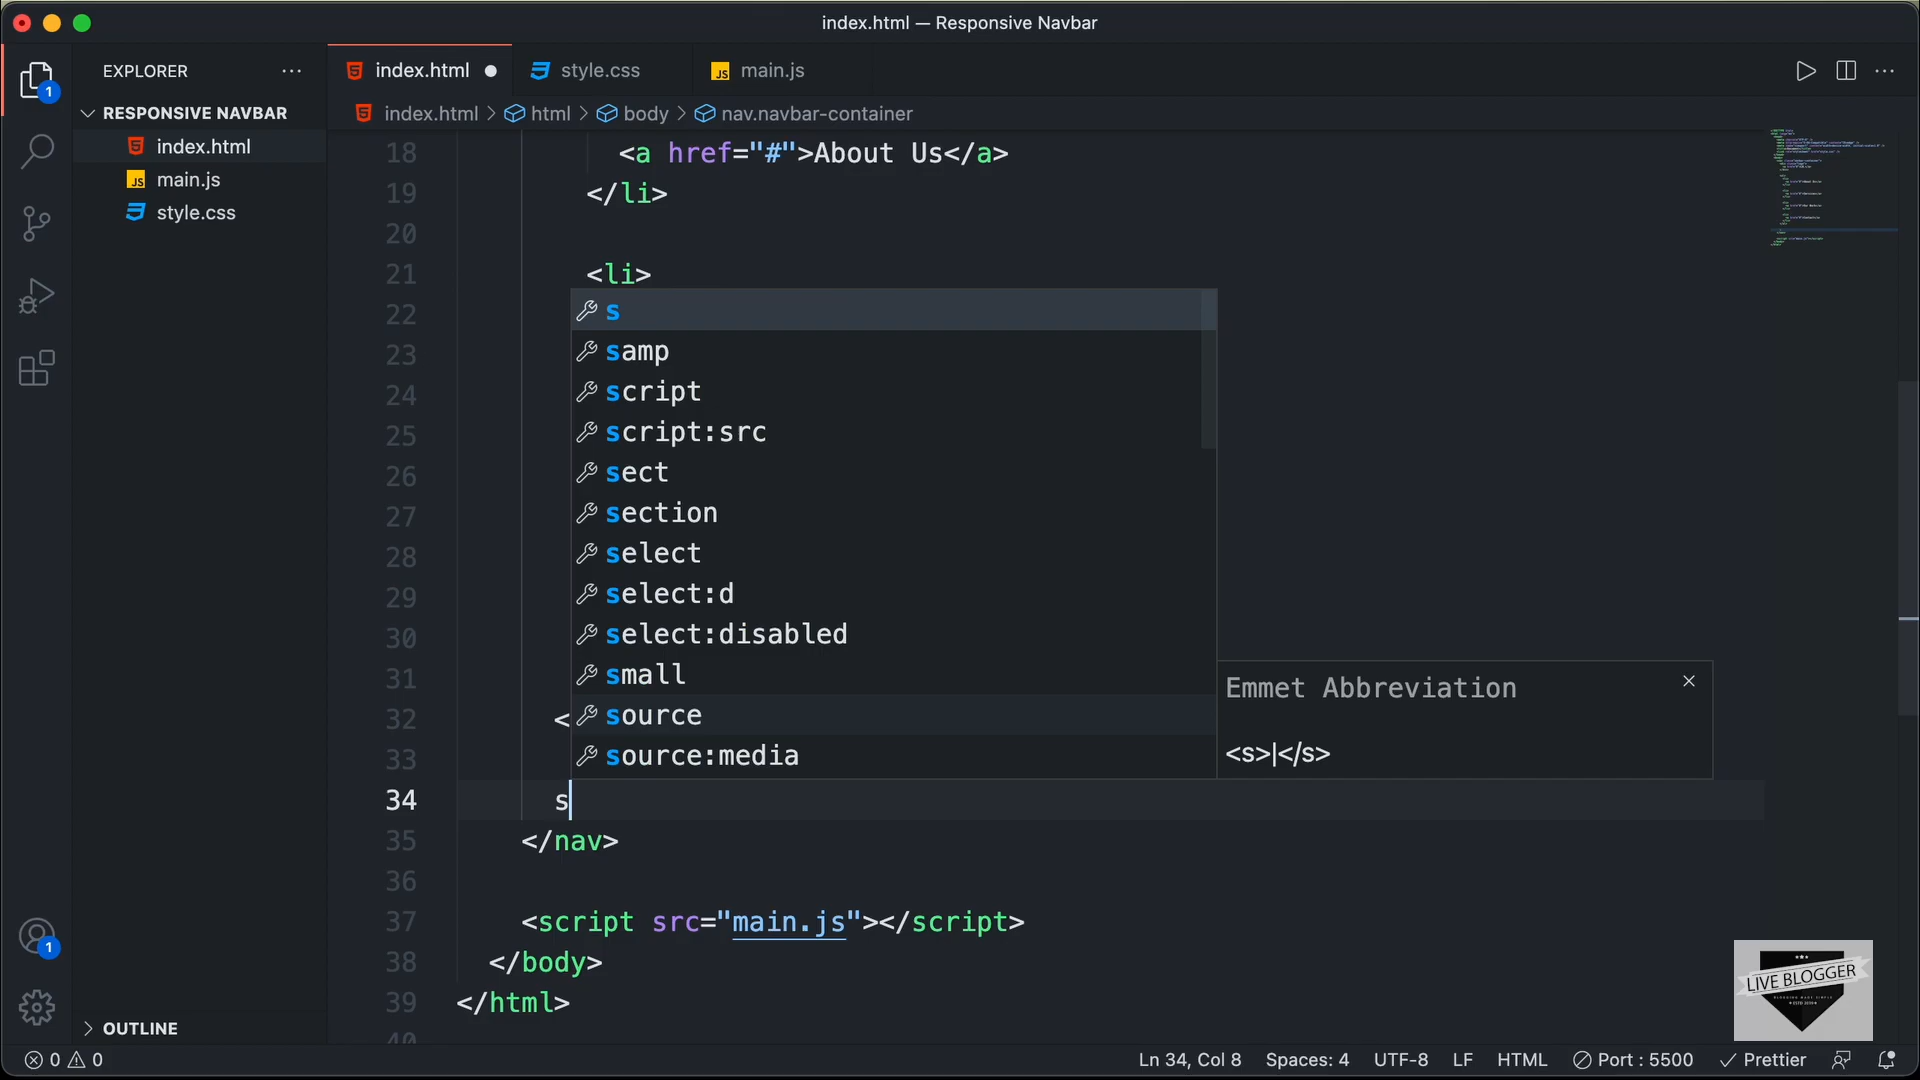 index.html — Responsive Navbar
EXPLORER
index.html
style.css
main.js
1
RESPONSIVE NAVBAR
index.html > html > body > nav.navbar-container
index.html
main.js
style.css
18 <a href="#">About Us</a>
19 </li>
20
21 <li>
22
23
24
25
26
27
28
29
30
31
32 <
33
34 s
35 </nav>
36
37 <script src="main.js"></script>
38 </body>
39 </html>
40
s
samp
script
script:src
sect
section
select
select:d
select:disabled
small
source
source:media
Emmet Abbreviation
<s>|</s>
1
OUTLINE
LIVE BLOGGER
0 0
Ln 34, Col 8
Spaces: 4
UTF-8
LF
HTML
Port : 5500
Prettier